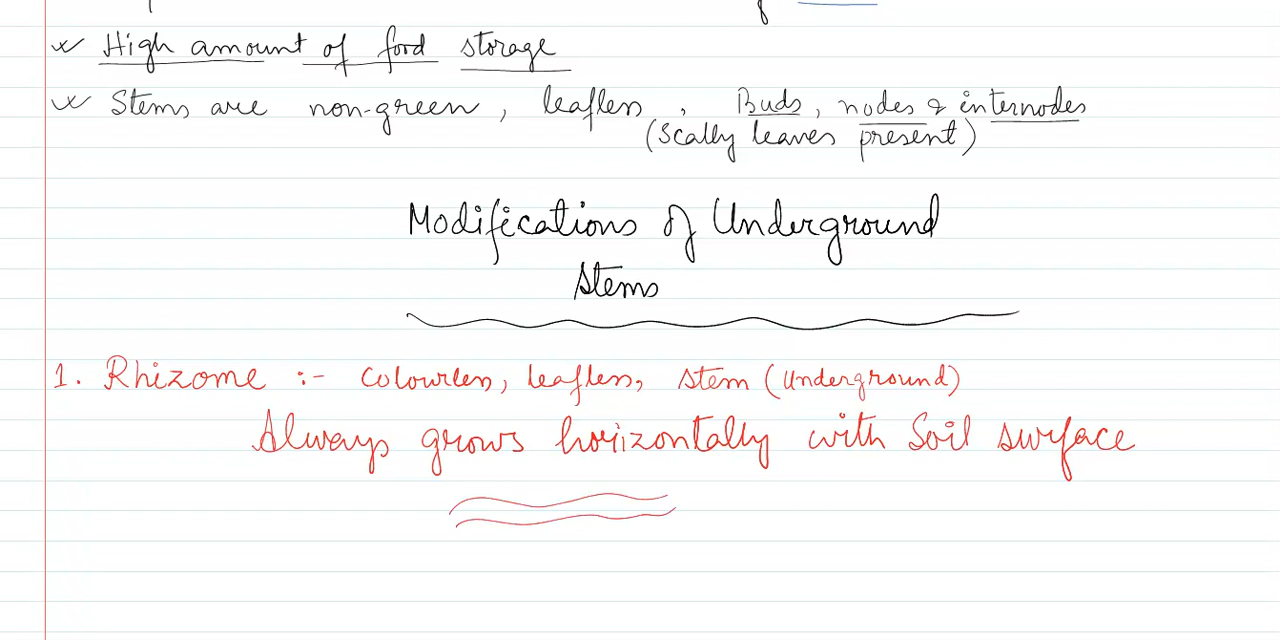 High amount of food storage
Stems are non-green, leafless, Buds, nodes & internodes
(Scally leaves present)
Modifications of Underground
Stems
1. Rhizome :- Colourless, leafless, stem (Underground)
Always grows horizontally with Soil surface